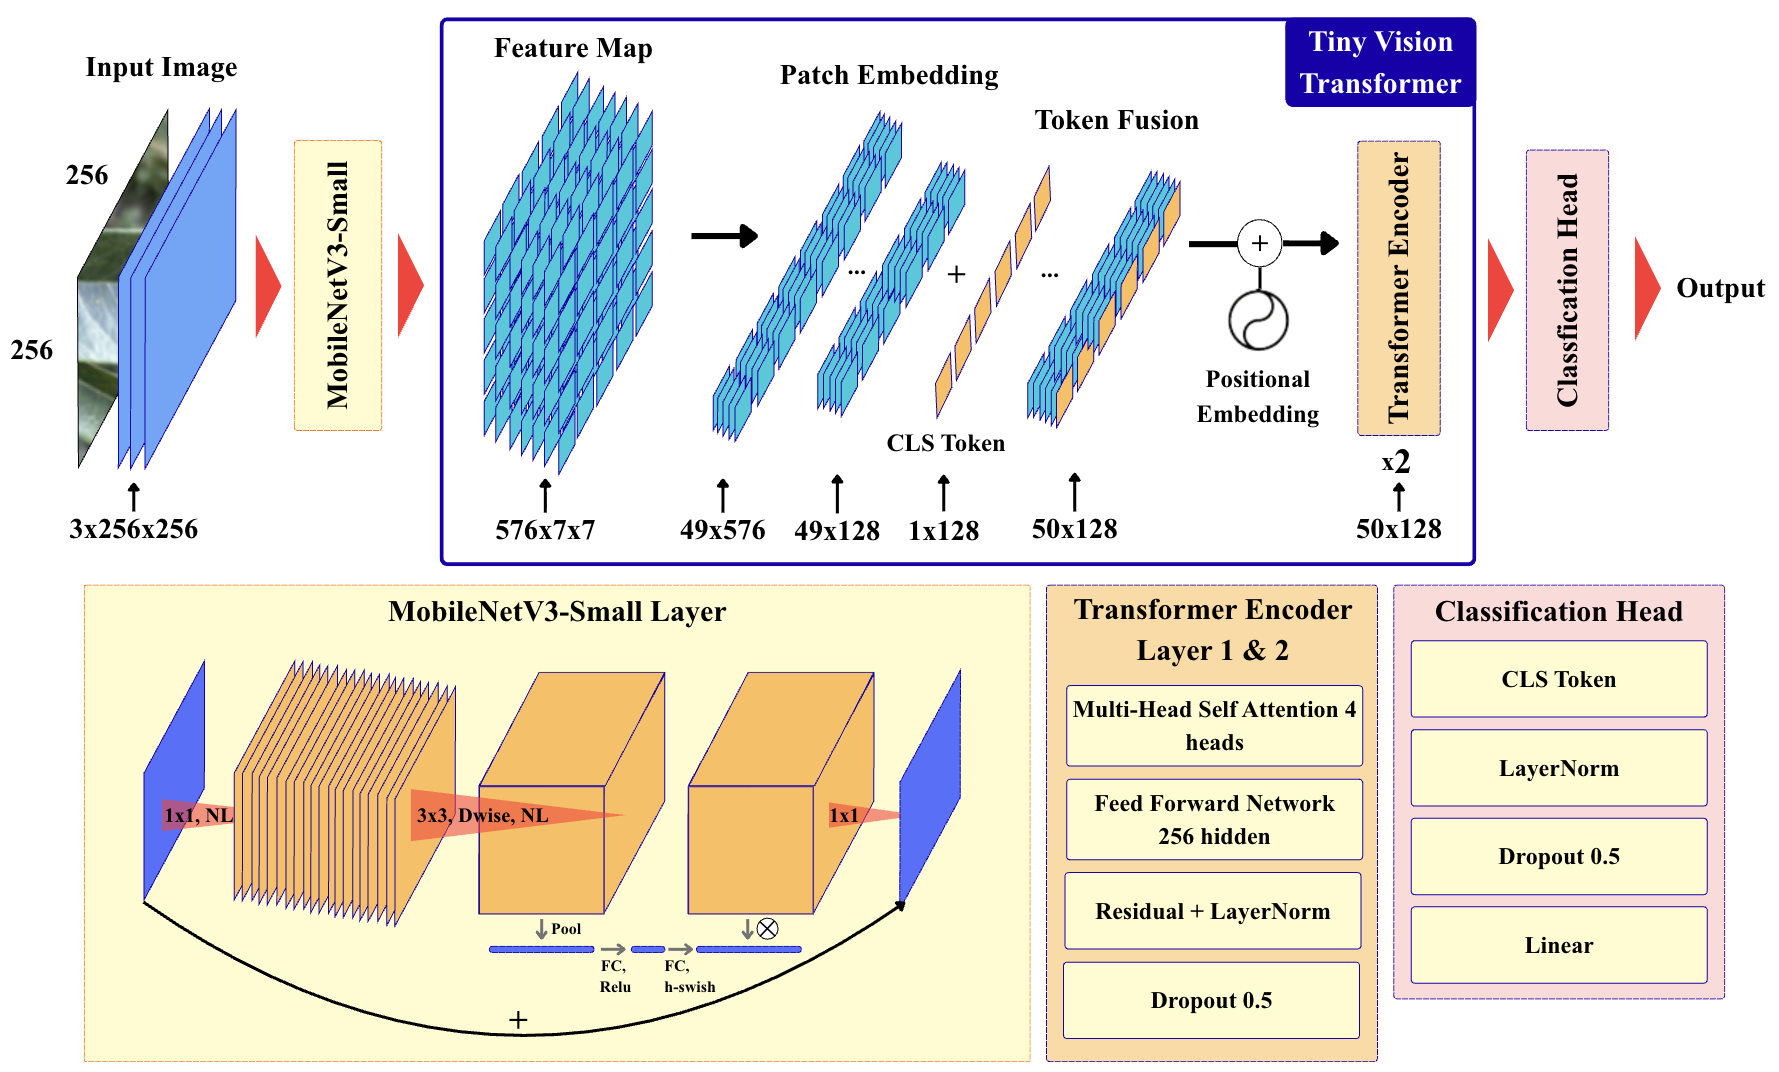 Input Image
256
256
3x256x256
MobileNetV3-Small
Feature Map
576x7x7
Patch Embedding
...
49x576
49x128
+
CLS Token
1x128
Token Fusion
...
50x128
+
Positional
Embedding
Tiny Vision
Transformer
Transformer Encoder
x2
50x128
Classfication Head
Output
MobileNetV3-Small Layer
1x1, NL
3x3, Dwise, NL
1x1
Pool
FC,
Relu
FC,
h-swish
+
Transformer Encoder
Layer 1 & 2
Multi-Head Self Attention 4
heads
Feed Forward Network
256 hidden
Residual + LayerNorm
Dropout 0.5
Classification Head
CLS Token
LayerNorm
Dropout 0.5
Linear